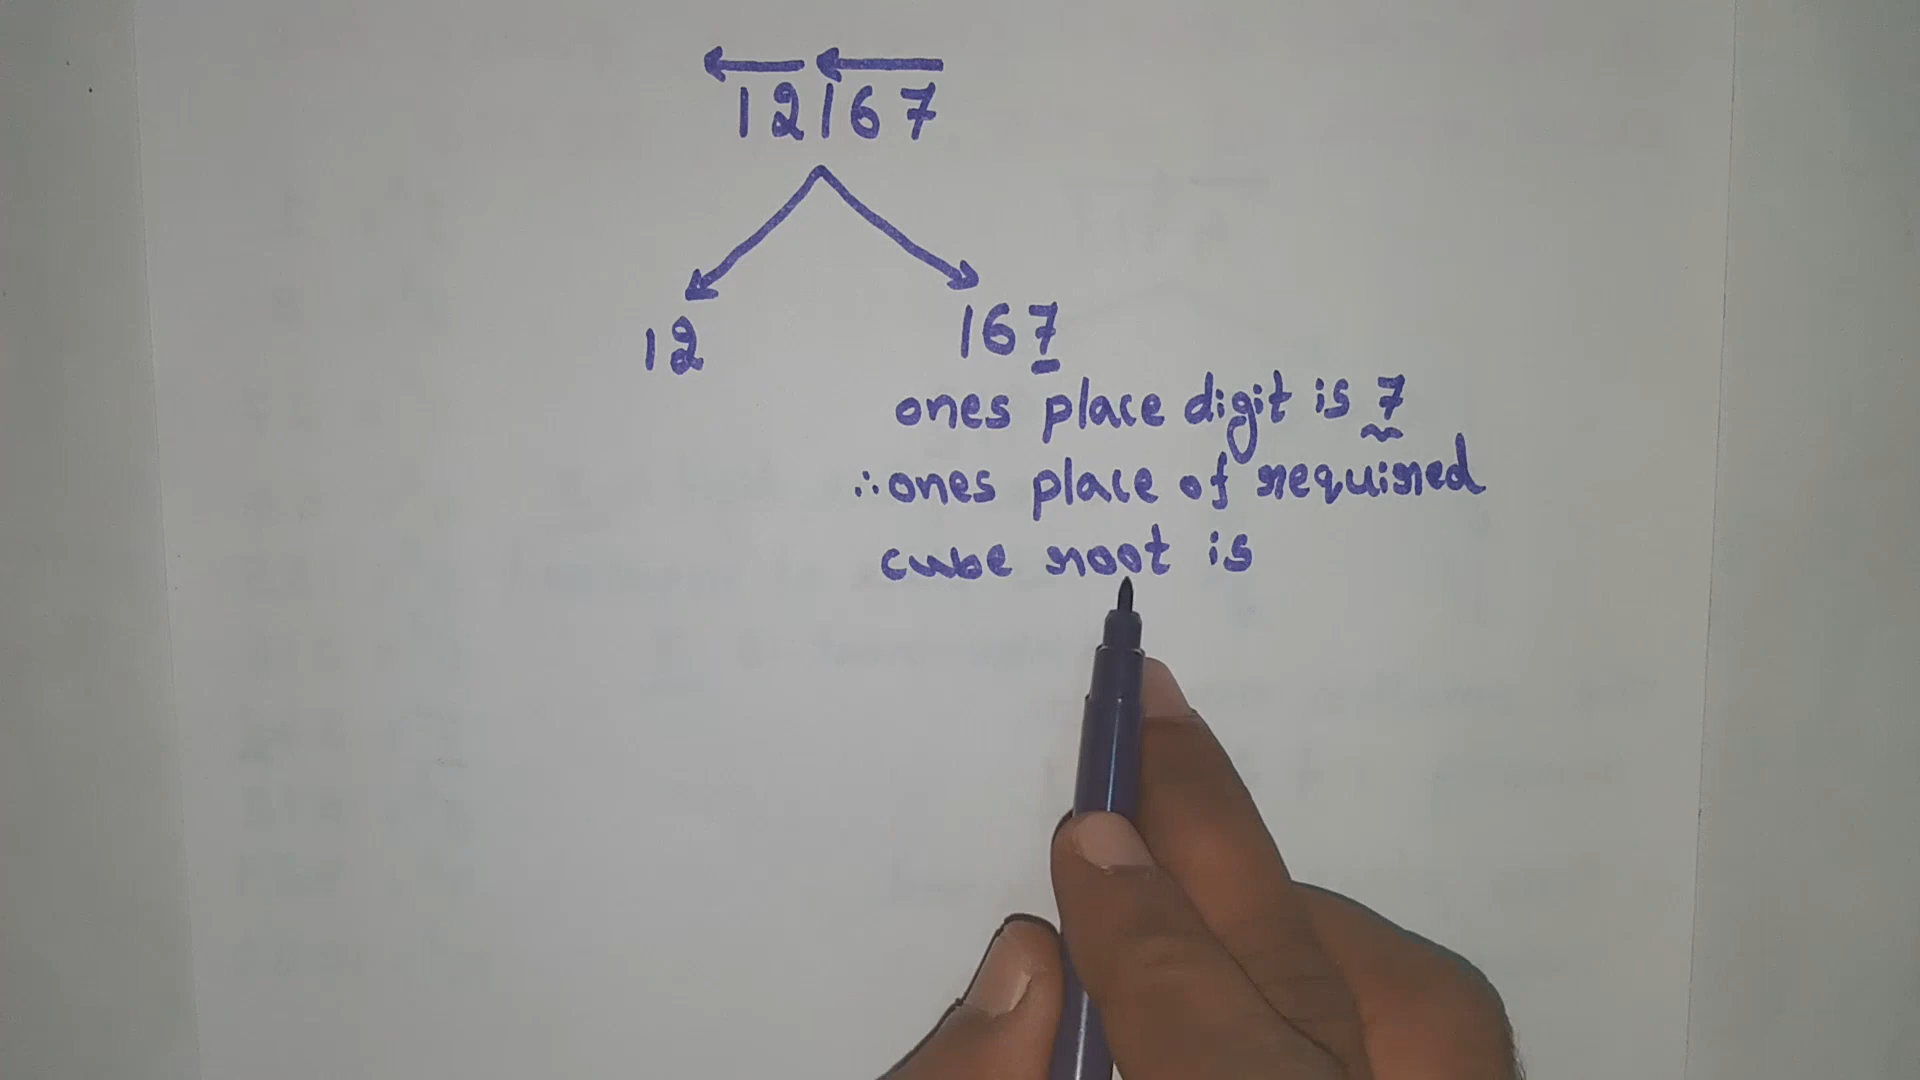 12167
12 167
ones place digit is 7
∴ ones place of required
cube root is